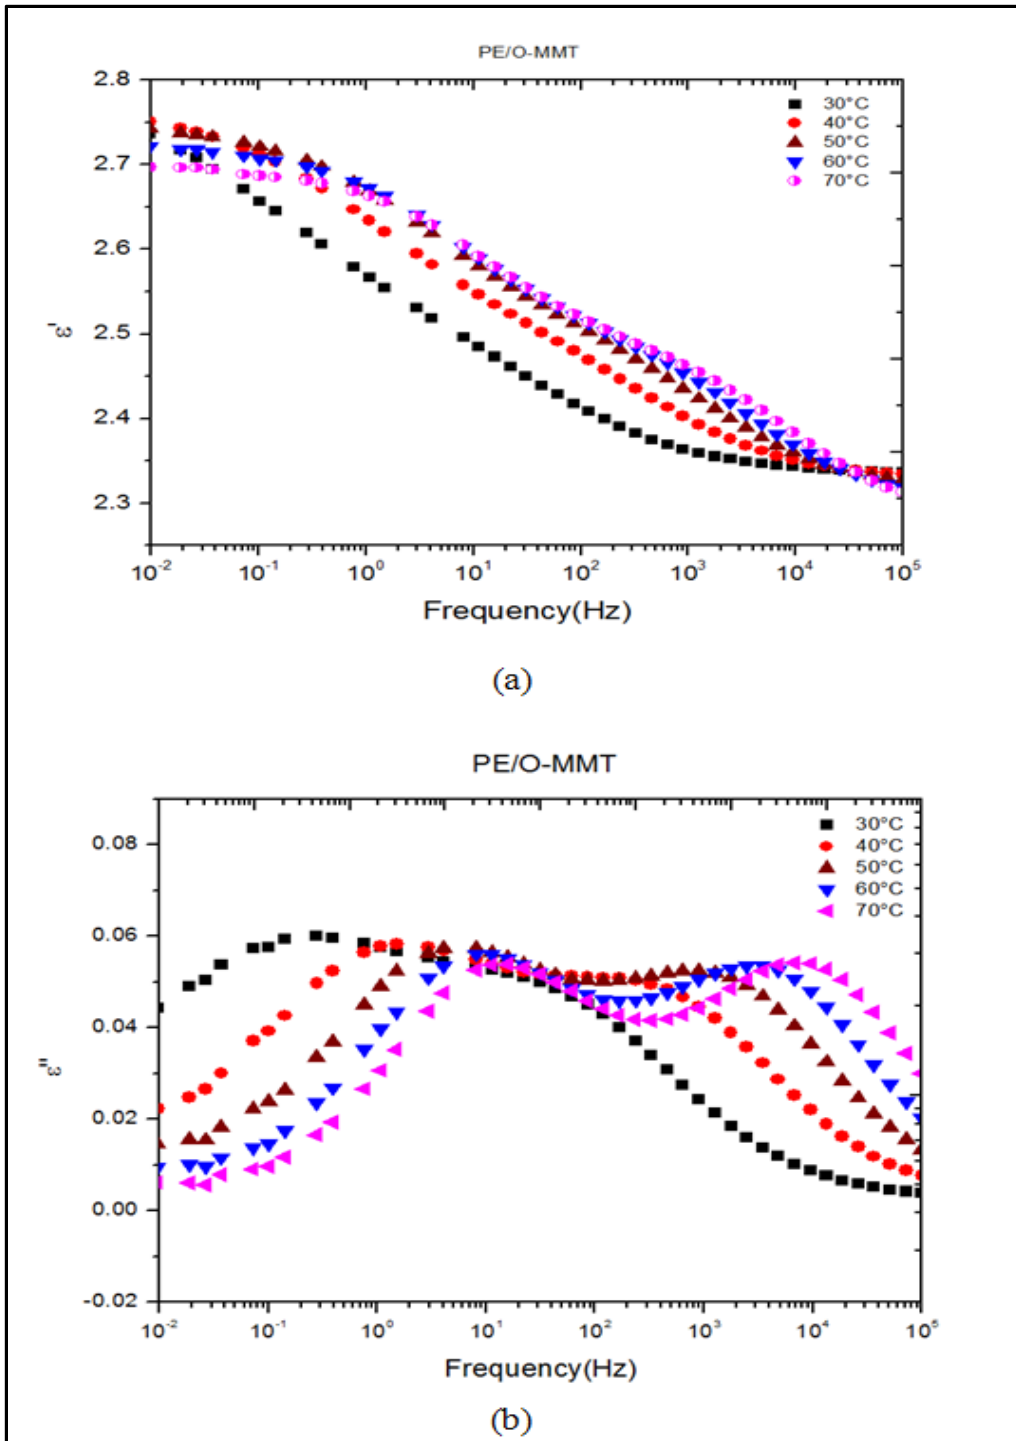 PE/O-MMT
2.8
2.7
2.6
2.5
2.4
2.3
ε'
30°C
40°C
50°C
60°C
70°C
10⁻² 10⁻¹ 10⁰ 10¹ 10² 10³ 10⁴ 10⁵
Frequency(Hz)
(a)
PE/O-MMT
0.08
0.06
0.04
0.02
0.00
-0.02
ε"
30°C
40°C
50°C
60°C
70°C
10⁻² 10⁻¹ 10⁰ 10¹ 10² 10³ 10⁴ 10⁵
Frequency(Hz)
(b)